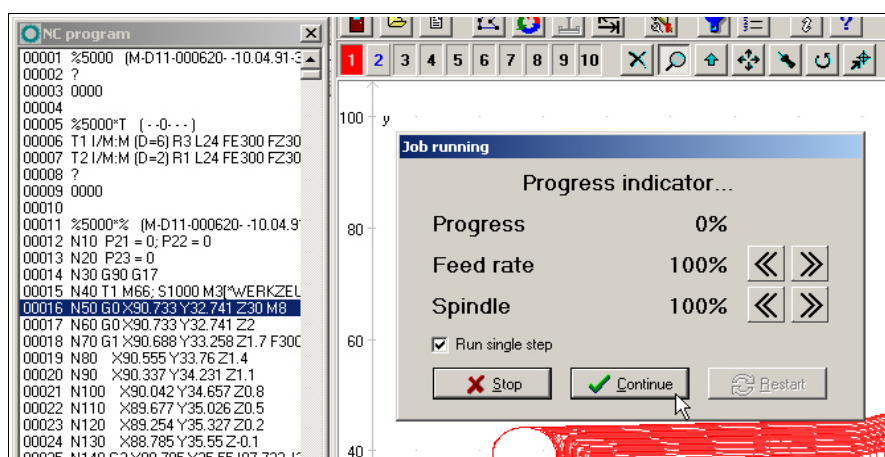 NC program
00001 %5000 (M-D11-000620- -10.04.91-3
00002 ?
00003 0000
00004
00005 %5000*T ( - -0- - - )
00006 T1 I/M:M (D=6) R3 L24 FE300 FZ30
00007 T2 I/M:M (D=2) R1 L24 FE300 FZ30
00008 ?
00009 0000
00010
00011 %5000*% (M-D11-000620- -10.04.9
00012 N10 P21 = 0; P22 = 0
00013 N20 P23 = 0
00014 N30 G90 G17
00015 N40 T1 M66; S1000 M3(*WERKZEU
00016 N50 G0 X90.733 Y32.741 Z30 M8
00017 N60 G0 X90.733 Y32.741 Z2
00018 N70 G1 X90.688 Y33.258 Z1.7 F300
00019 N80 X90.555 Y33.76 Z1.4
00020 N90 X90.337 Y34.231 Z1.1
00021 N100 X90.042 Y34.657 Z0.8
00022 N110 X89.677 Y35.026 Z0.5
00023 N120 X89.254 Y35.327 Z0.2
00024 N130 X88.785 Y35.55 Z-0.1
1 2 3 4 5 6 7 8 9 10
100 y
80
60
40
Job running
Progress indicator...
Progress 0%
Feed rate 100%
Spindle 100%
Run single step
Stop Continue Restart